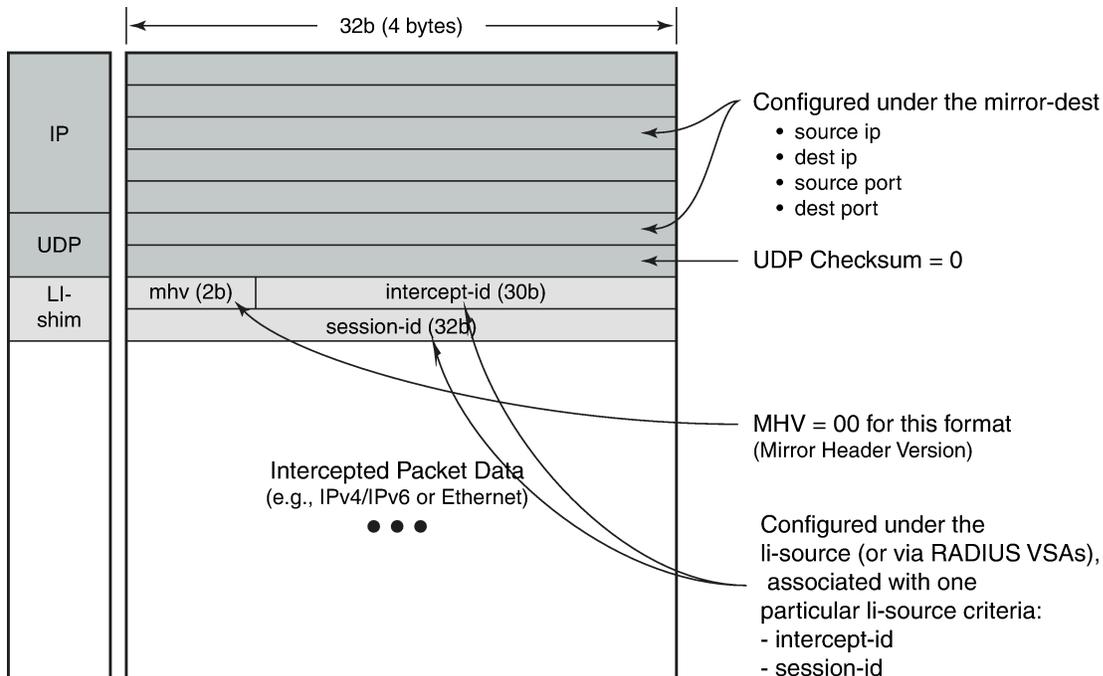 32b (4 bytes)
IP
Configured under the mirror-dest
• source ip
• dest ip
• source port
• dest port
UDP
UDP Checksum = 0
LI-
shim
mhv (2b)
intercept-id (30b)
session-id (32b)
MHV = 00 for this format
(Mirror Header Version)
Intercepted Packet Data
(e.g., IPv4/IPv6 or Ethernet)
Configured under the
li-source (or via RADIUS VSAs),
associated with one
particular li-source criteria:
- intercept-id
- session-id